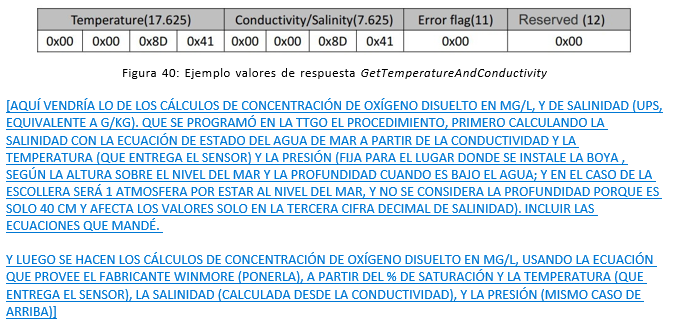 Temperature(17.625) Conductivity/Salinity(7.625) Error flag(11) Reserved (12)
0x00 0x00 0x8D 0x41 0x00 0x00 0x8D 0x41 0x00 0x00
Figura 40: Ejemplo valores de respuesta GetTemperatureAndConductivity
[AQUÍ VENDRÍA LO DE LOS CÁLCULOS DE CONCENTRACIÓN DE OXÍGENO DISUELTO EN MG/L, Y DE SALINIDAD (UPS,
EQUIVALENTE A G/KG). QUE SE PROGRAMÓ EN LA TTGO EL PROCEDIMIENTO, PRIMERO CALCULANDO LA
SALINIDAD CON LA ECUACIÓN DE ESTADO DEL AGUA DE MAR A PARTIR DE LA CONDUCTIVIDAD Y LA
TEMPERATURA (QUE ENTREGA EL SENSOR) Y LA PRESIÓN (FIJA PARA EL LUGAR DONDE SE INSTALE LA BOYA ,
SEGÚN LA ALTURA SOBRE EL NIVEL DEL MAR Y LA PROFUNDIDAD CUANDO ES BAJO EL AGUA; Y EN EL CASO DE LA
ESCOLLERA SERÁ 1 ATMOSFERA POR ESTAR AL NIVEL DEL MAR, Y NO SE CONSIDERA LA PROFUNDIDAD PORQUE ES
SOLO 40 CM Y AFECTA LOS VALORES SOLO EN LA TERCERA CIFRA DECIMAL DE SALINIDAD). INCLUIR LAS
ECUACIONES QUE MANDÉ.
Y LUEGO SE HACEN LOS CÁLCULOS DE CONCENTRACIÓN DE OXÍGENO DISUELTO EN MG/L, USANDO LA ECUACIÓN
QUE PROVEE EL FABRICANTE WINMORE (PONERLA), A PARTIR DEL % DE SATURACIÓN Y LA TEMPERATURA (QUE
ENTREGA EL SENSOR), LA SALINIDAD (CALCULADA DESDE LA CONDUCTIVIDAD), Y LA PRESIÓN (MISMO CASO DE
ARRIBA)]